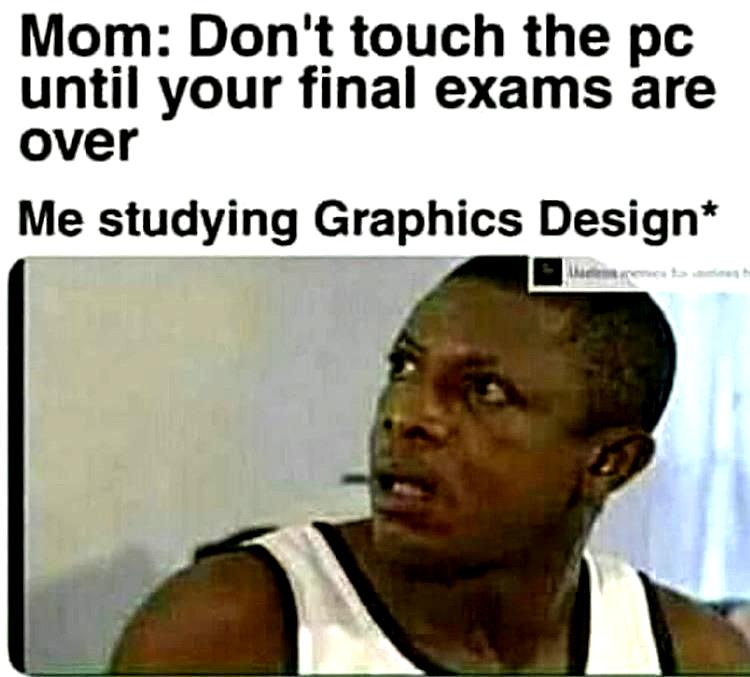 Mom: Don't touch the pc
until your final exams are
over
Me studying Graphics Design*